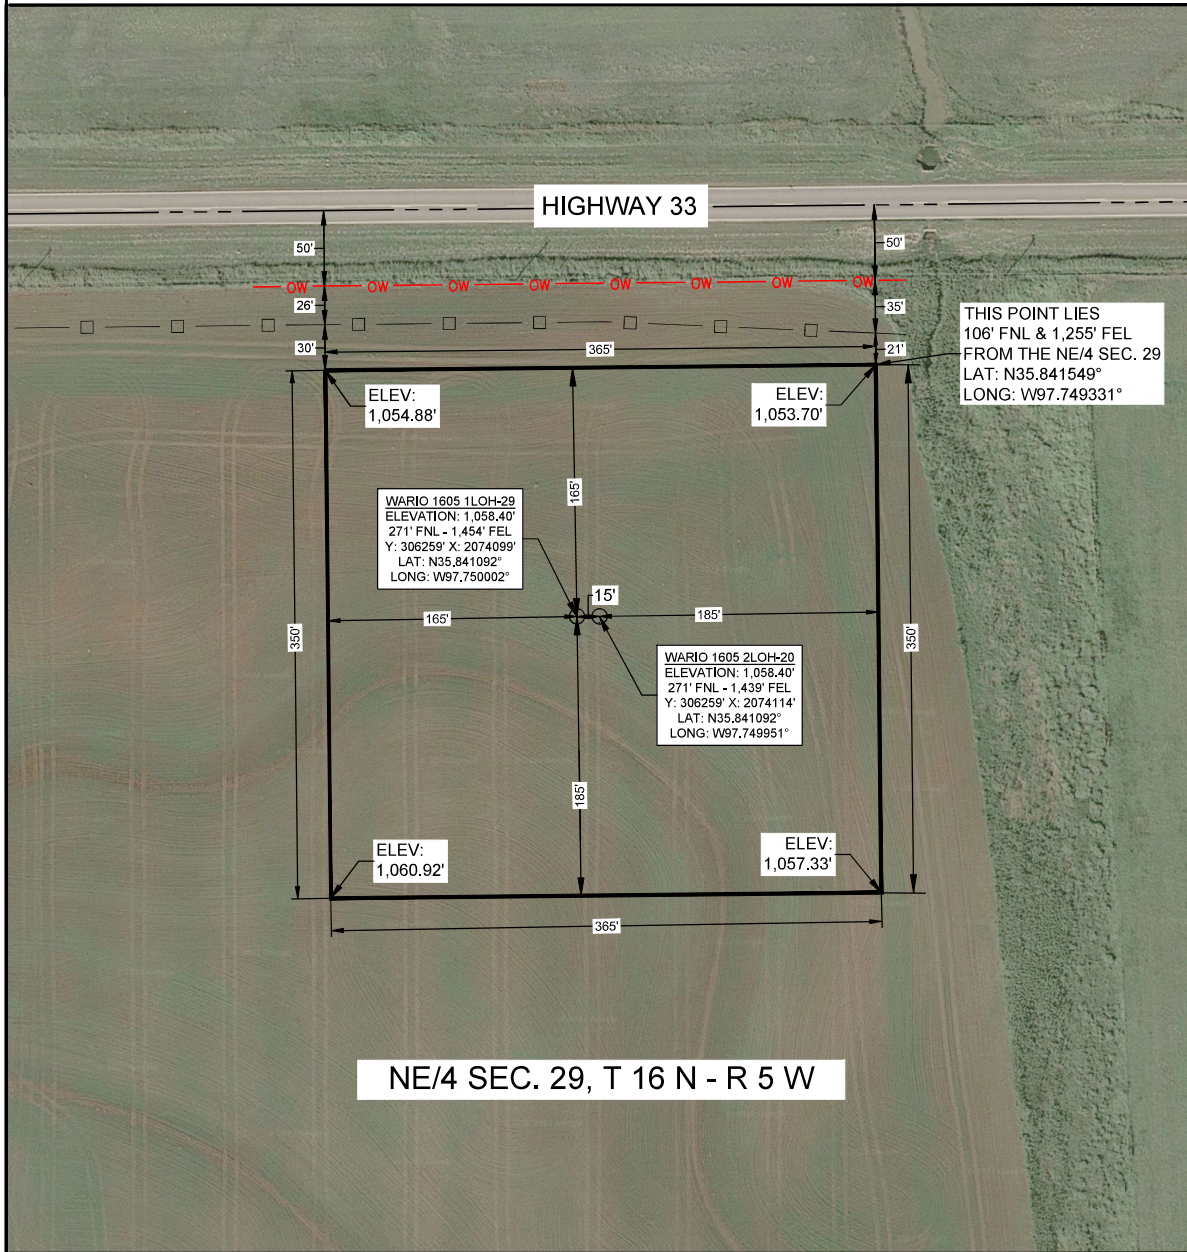 HIGHWAY 33
50'
50'
OW OW OW OW OW OW OW OW
26'
35'
30'
365'
21'
THIS POINT LIES
106' FNL & 1,255' FEL
FROM THE NE/4 SEC. 29
LAT: N35.841549°
LONG: W97.749331°
ELEV:
1,054.88'
ELEV:
1,053.70'
165'
WARIO 1605 1LOH-29
ELEVATION: 1,058.40'
271' FNL - 1,454' FEL
Y: 306259' X: 2074099'
LAT: N35.841092°
LONG: W97.750002°
15'
165'
185'
350'
350'
WARIO 1605 2LOH-20
ELEVATION: 1,058.40'
271' FNL - 1,439' FEL
Y: 306259' X: 2074114'
LAT: N35.841092°
LONG: W97.749951°
185'
ELEV:
1,060.92'
ELEV:
1,057.33'
365'
NE/4 SEC. 29, T 16 N - R 5 W